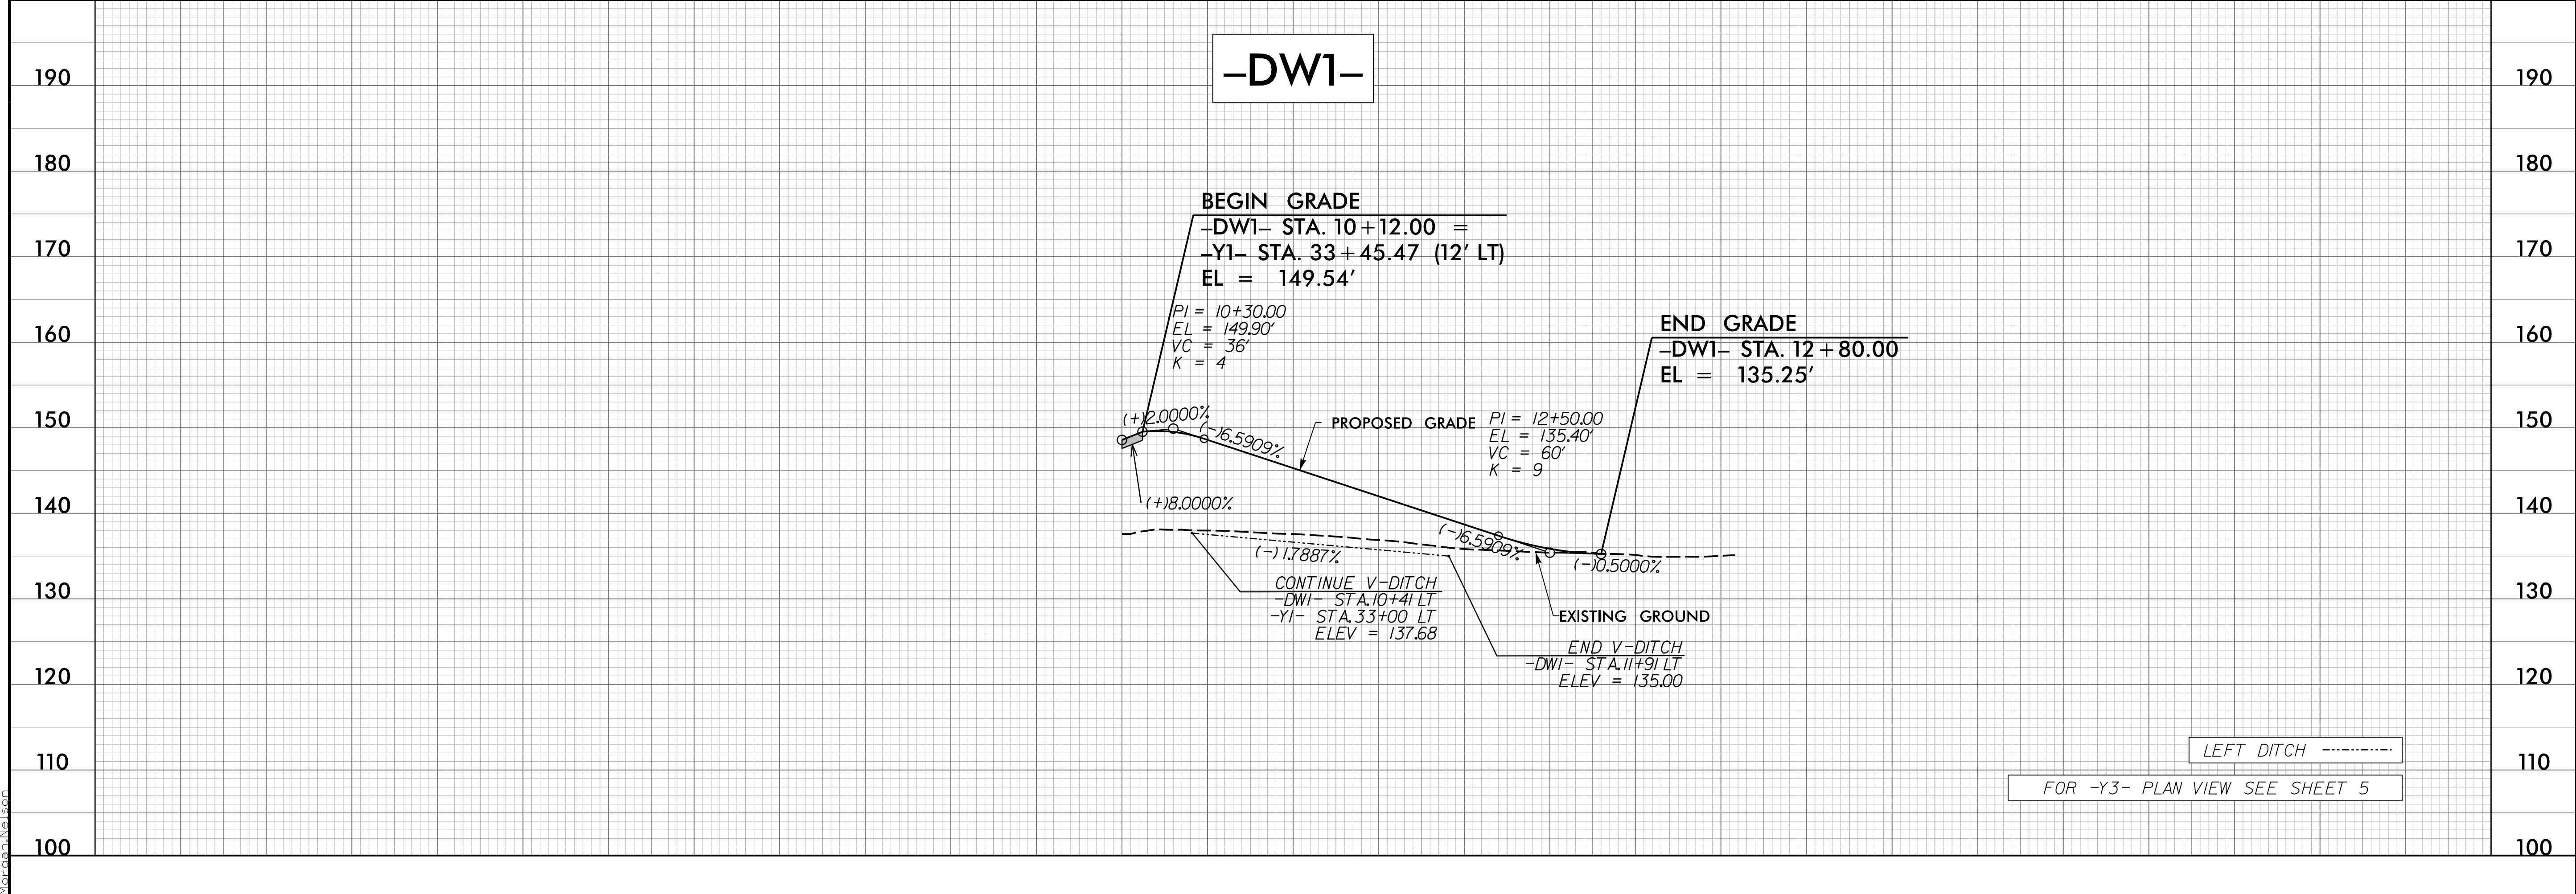 –DW1–
190
190
180
180
170
170
160
160
150
150
140
140
130
130
120
120
110
110
100
100
BEGIN GRADE
–DW1– STA. 10+12.00 =
–Y1– STA. 33+45.47 (12' LT)
EL = 149.54'
PI = 10+30.00
EL = 149.90'
VC = 36'
K = 4
END GRADE
–DW1– STA. 12+80.00
EL = 135.25'
(+)2.0000%
(-)6.5909%
PROPOSED GRADE
PI = 12+50.00
EL = 135.40'
VC = 60'
K = 9
(+)8.0000%
(-)6.5909%
(-)1.7887%
(-)0.5000%
CONTINUE V-DITCH
-DW1- STA.10+41 LT
-Y1- STA.33+00 LT
ELEV = 137.68
EXISTING GROUND
END V-DITCH
-DW1- STA.11+91 LT
ELEV = 135.00
LEFT DITCH
FOR -Y3- PLAN VIEW SEE SHEET 5
Morgan.Nelson